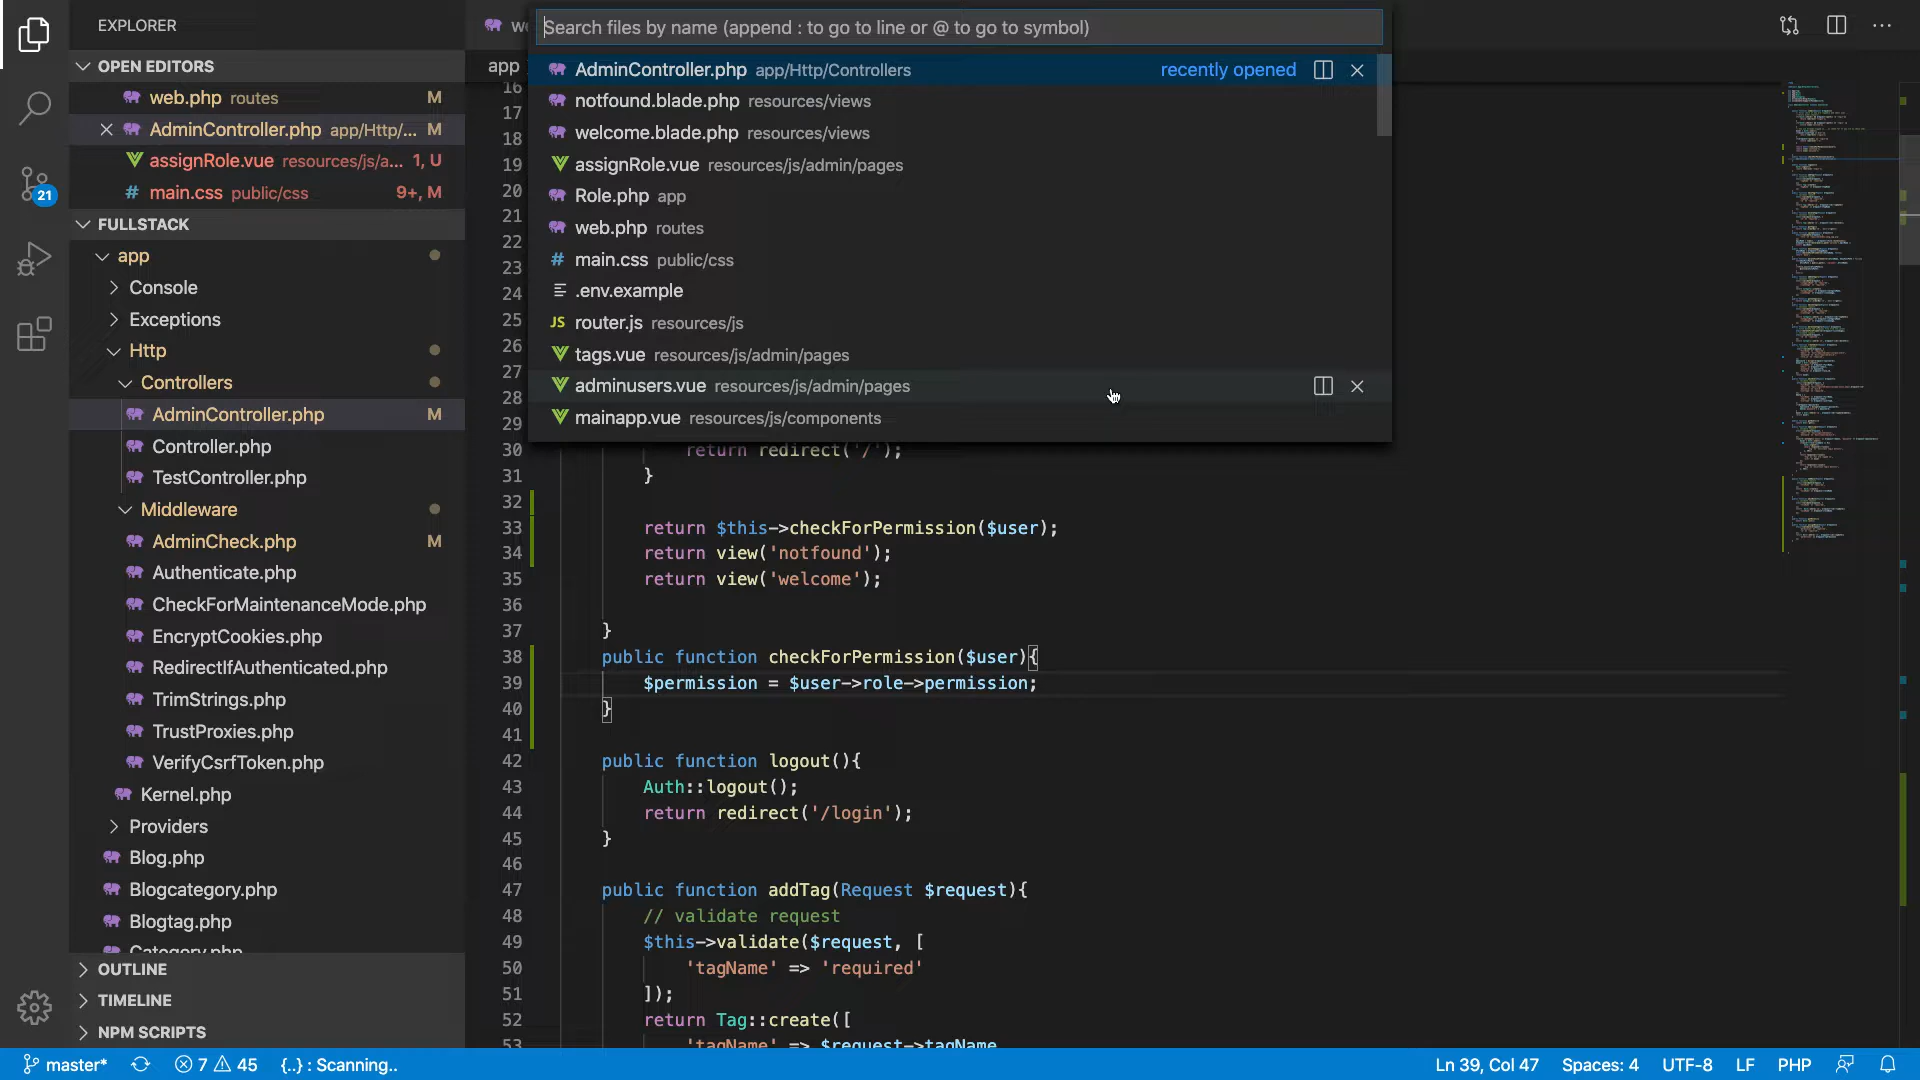 EXPLORER
OPEN EDITORS
web.php routes M
AdminController.php app/Http/... M
assignRole.vue resources/js/a... 1, U
main.css public/css 9+, M
FULLSTACK
app
Console
Exceptions
Http
Controllers
AdminController.php M
Controller.php
TestController.php
Middleware
AdminCheck.php M
Authenticate.php
CheckForMaintenanceMode.php
EncryptCookies.php
RedirectIfAuthenticated.php
TrimStrings.php
TrustProxies.php
VerifyCsrfToken.php
Kernel.php
Providers
Blog.php
Blogcategory.php
Blogtag.php
Category.php
OUTLINE
TIMELINE
NPM SCRIPTS
21
Search files by name (append : to go to line or @ to go to symbol)
app
AdminController.php app/Http/Controllers recently opened
notfound.blade.php resources/views
welcome.blade.php resources/views
assignRole.vue resources/js/admin/pages
Role.php app
web.php routes
main.css public/css
.env.example
router.js resources/js
tags.vue resources/js/admin/pages
adminusers.vue resources/js/admin/pages
mainapp.vue resources/js/components
16
17
18
19
20
21
22
23
24
25
26
27
28
29
30 return redirect('/');
31 }
32
33 return $this->checkForPermission($user);
34 return view('notfound');
35 return view('welcome');
36
37 }
38 public function checkForPermission($user){
39 $permission = $user->role->permission;
40 }
41
42 public function logout(){
43 Auth::logout();
44 return redirect('/login');
45 }
46
47 public function addTag(Request $request){
48 // validate request
49 $this->validate($request, [
50 'tagName' => 'required'
51 ]);
52 return Tag::create([
53 'tagName' => $request->tagName
master* 7 45 {..} : Scanning.. Ln 39, Col 47 Spaces: 4 UTF-8 LF PHP